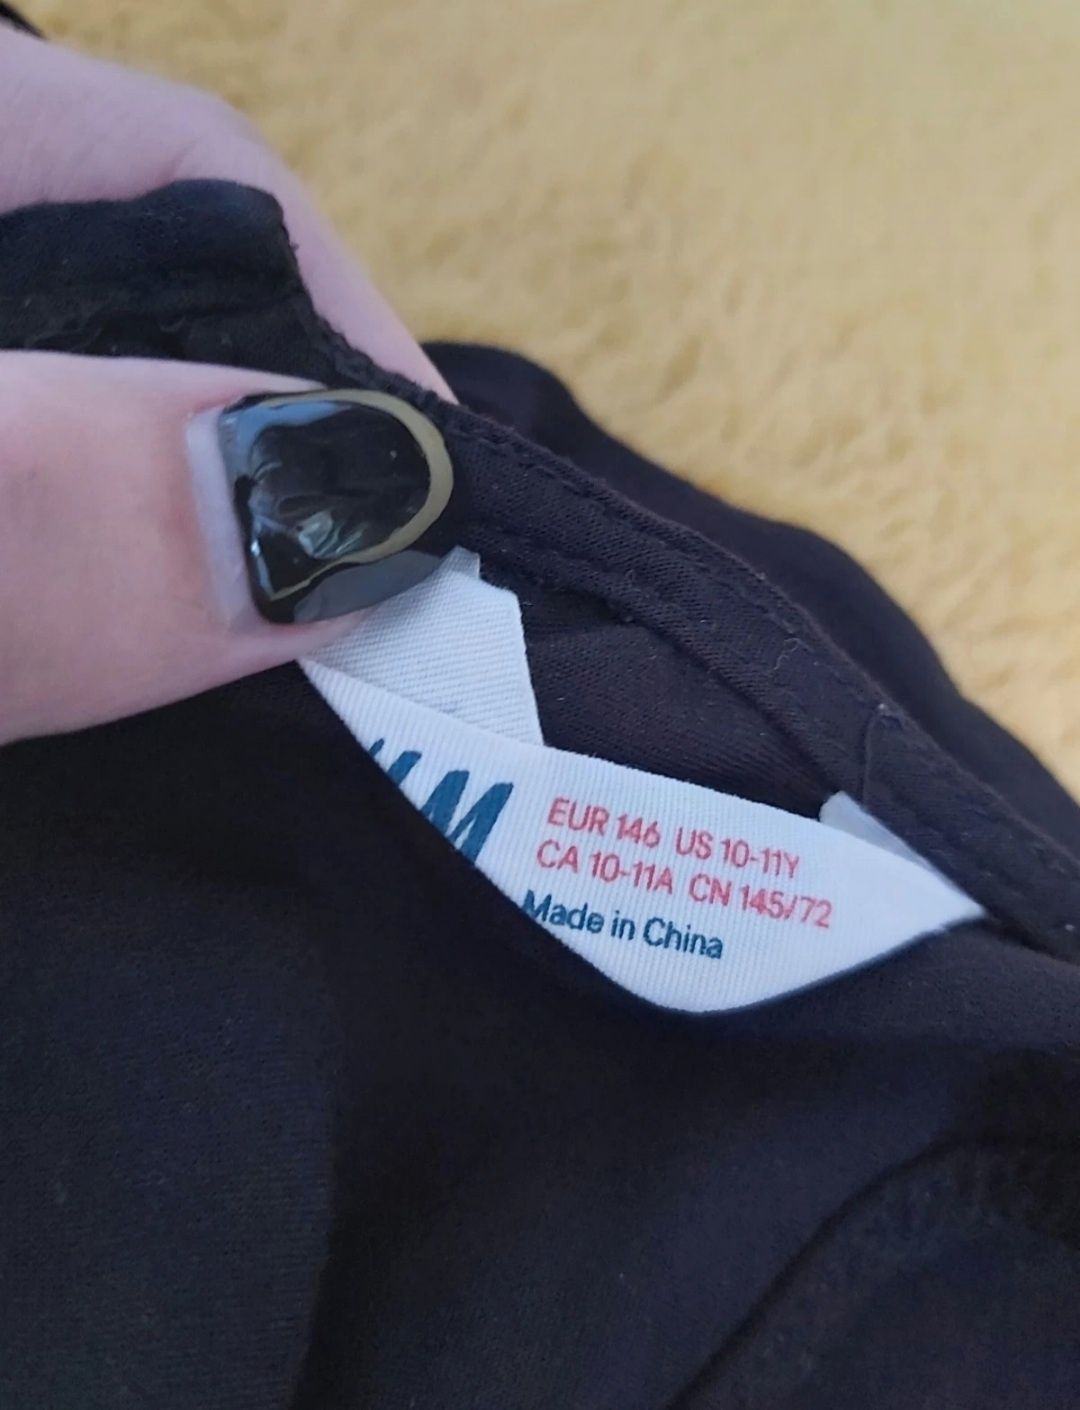 M
EUR 146 US 10-11Y
CA 10-11A CN 145/72
Made in China